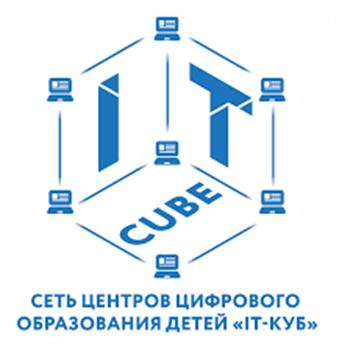 IT
CUBE
СЕТЬ ЦЕНТРОВ ЦИФРОВОГО
ОБРАЗОВАНИЯ ДЕТЕЙ «IT-КУБ»